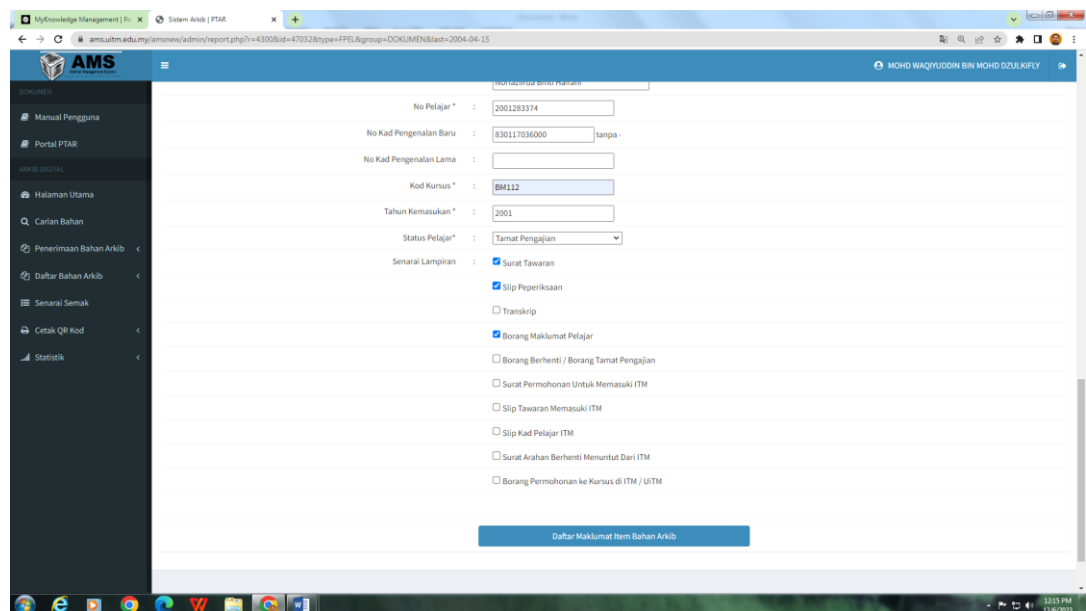 MyKnowledge Management | Po
Sistem Arkib | PTAR
ams.uitm.edu.my/amsnew/admin/report.php?r=4300&id=47032&type=FPEL&group=DOKUMEN&last=2004-04-15
AMS
MOHD WAQIYUDDIN BIN MOHD DZULKIFLY
DOKUMEN
Manual Pengguna
Portal PTAR
ARKIB DIGITAL
Halaman Utama
Carian Bahan
Penerimaan Bahan Arkib
Daftar Bahan Arkib
Senarai Semak
Cetak QR Kod
Statistik
No Pelajar * : 2001283374
No Kad Pengenalan Baru : 830117036000 tanpa -
No Kad Pengenalan Lama :
Kod Kursus * : BM112
Tahun Kemasukan * : 2001
Status Pelajar* : Tamat Pengajian
Senarai Lampiran : Surat Tawaran
Slip Peperiksaan
Transkrip
Borang Maklumat Pelajar
Borang Berhenti / Borang Tamat Pengajian
Surat Permohonan Untuk Memasuki ITM
Slip Tawaran Memasuki ITM
Slip Kad Pelajar ITM
Surat Arahan Berhenti Menuntut Dari ITM
Borang Permohonan ke Kursus di ITM / UiTM
Daftar Maklumat Item Bahan Arkib
12:15 PM